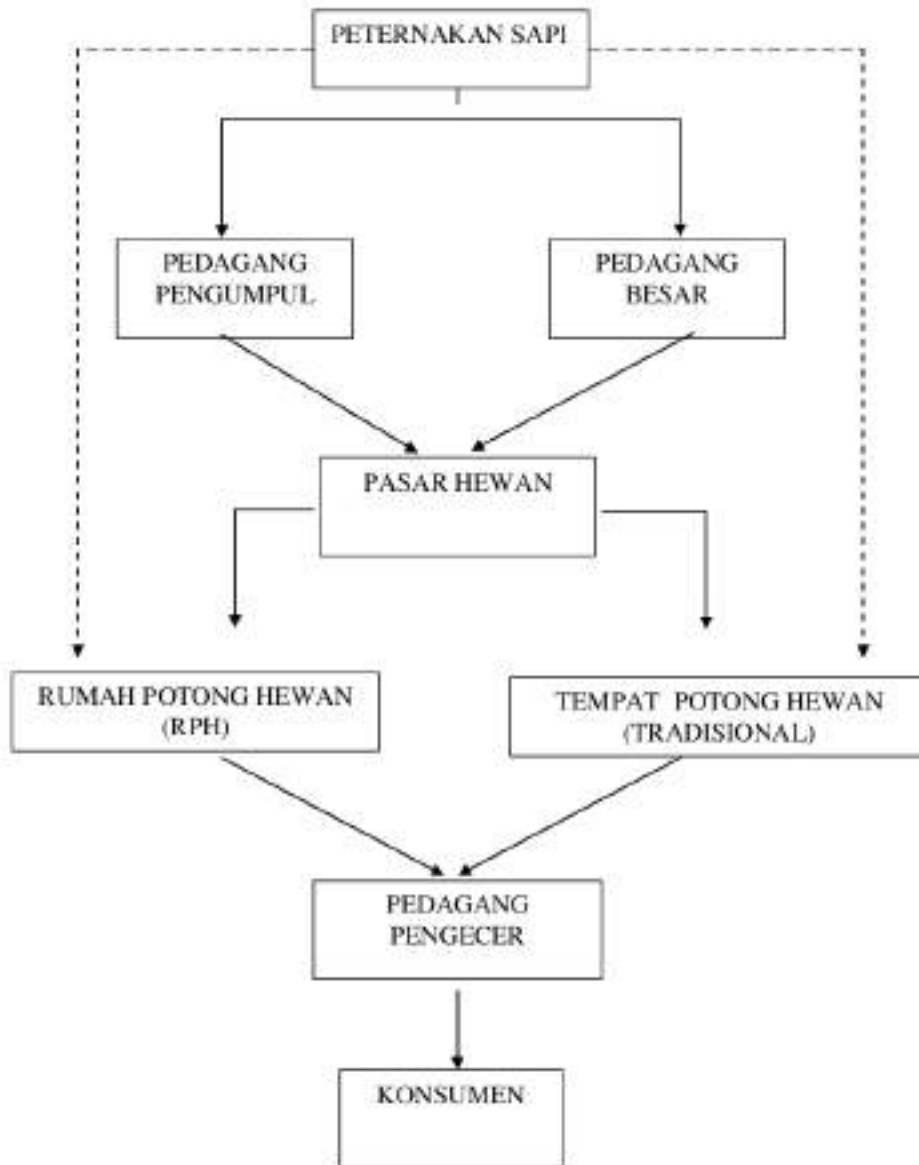 PETERNAKAN SAPI
PEDAGANG
PENGUMPUL
PEDAGANG
BESAR
PASAR HEWAN
RUMAH POTONG HEWAN
(RPH)
TEMPAT POTONG HEWAN
(TRADISIONAL)
PEDAGANG
PENGECER
KONSUMEN